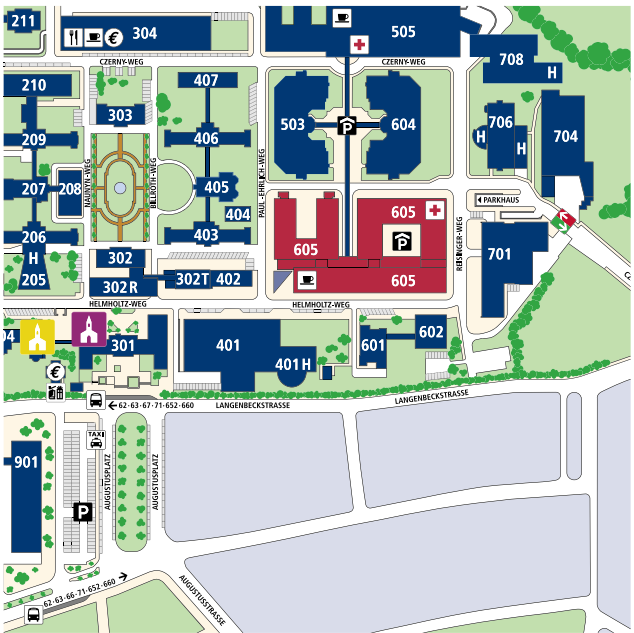 211
304
€
505
CZERNY-WEG
CZERNY-WEG
708
H
210
407
303
503
604
P
706
H
H
704
209
406
NAUNYN-WEG
BILLROTH-WEG
PAUL-EHRLICH-WEG
207
208
405
404
PARKHAUS
206
403
605
605
P
REISINGER-WEG
701
H
205
302
302R
302T
402
605
HELMHOLTZ-WEG
HELMHOLTZ-WEG
04
301
401
401H
601
602
€
62·63·67·71·652·660
LANGENBECKSTRASSE
LANGENBECKSTRASSE
TAXI
901
AUGUSTUSPLATZ
AUGUSTUSPLATZ
P
62·63·66·71·652·660
AUGUSTUSSTRASSE